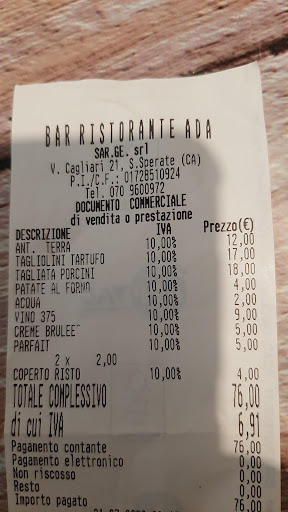 BAR RISTORANTE ADA
SAR.GE. srl
V. Cagliari 21, S.Sperate (CA)
P.I./C.F.: 01728510924
Tel. 070 9600972
DOCUMENTO COMMERCIALE
di vendita o prestazione
DESCRIZIONE IVA Prezzo(€)
ANT. TERRA 10,00% 12,00
TAGLIOLINI TARTUFO 10,00% 17,00
TAGLIATA PORCINI 10,00% 18,00
PATATE AL FORNO 10,00% 4,00
ACQUA 10,00% 2,00
VINO 375 10,00% 9,00
CREME BRULEE 10,00% 5,00
PARFAIT 10,00% 5,00
2 x 2,00
COPERTO RISTO 10,00% 4,00
TOTALE COMPLESSIVO 76,00
di cui IVA 6,91
Pagamento contante 76,00
Pagamento elettronico 0,00
Non riscosso 0,00
Resto 0,00
Importo pagato 76,00